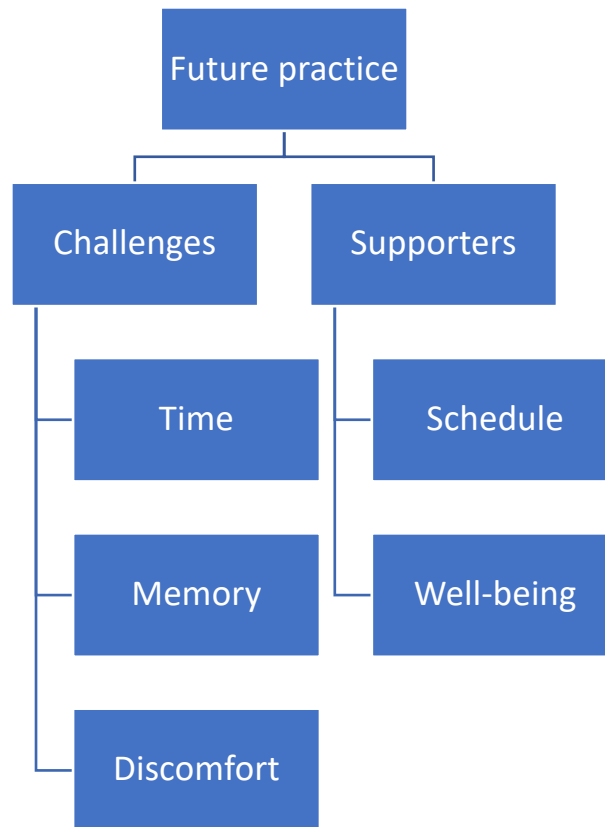 Future practice
Challenges
Supporters
Time
Schedule
Memory
Well-being
Discomfort